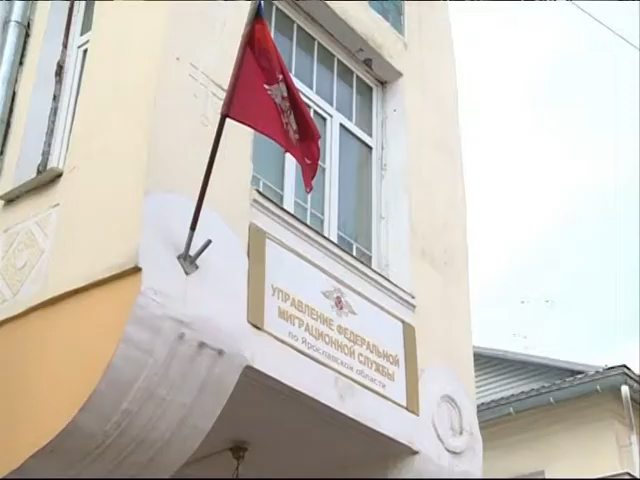 УПРАВЛЕНИЕ ФЕДЕРАЛЬНОЙ
МИГРАЦИОННОЙ СЛУЖБЫ
по Ярославской области